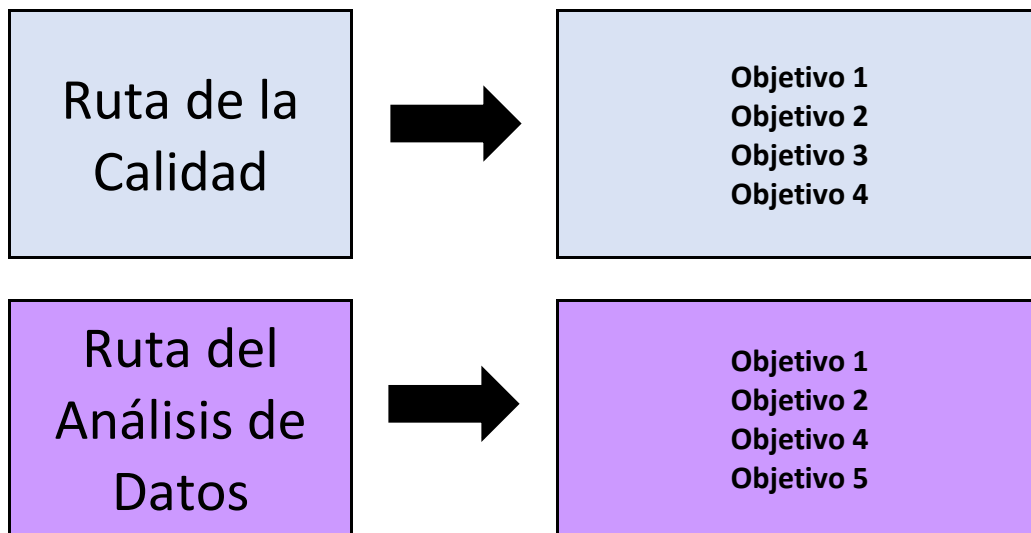 Ruta de la
Calidad
Objetivo 1
Objetivo 2
Objetivo 3
Objetivo 4
Ruta del
Análisis de
Datos
Objetivo 1
Objetivo 2
Objetivo 4
Objetivo 5